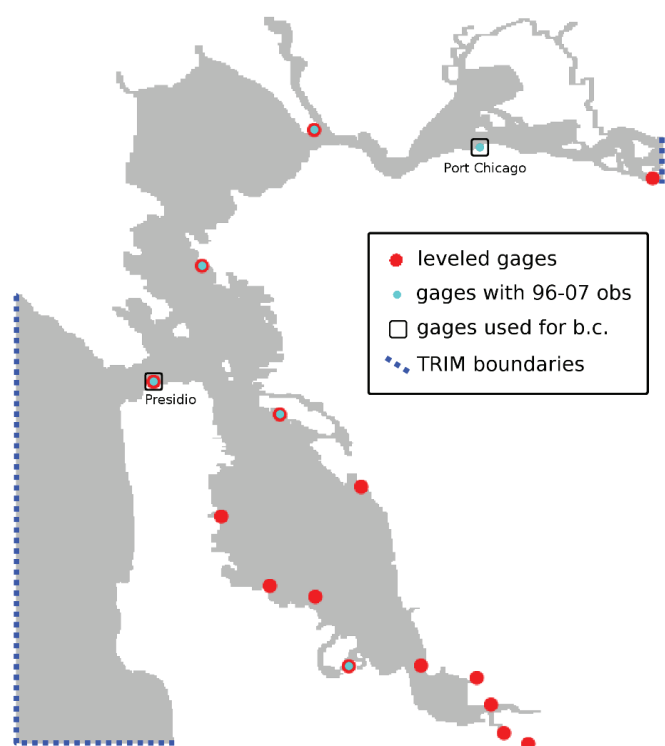 Port Chicago
leveled gages
gages with 96-07 obs
gages used for b.c.
TRIM boundaries
Presidio